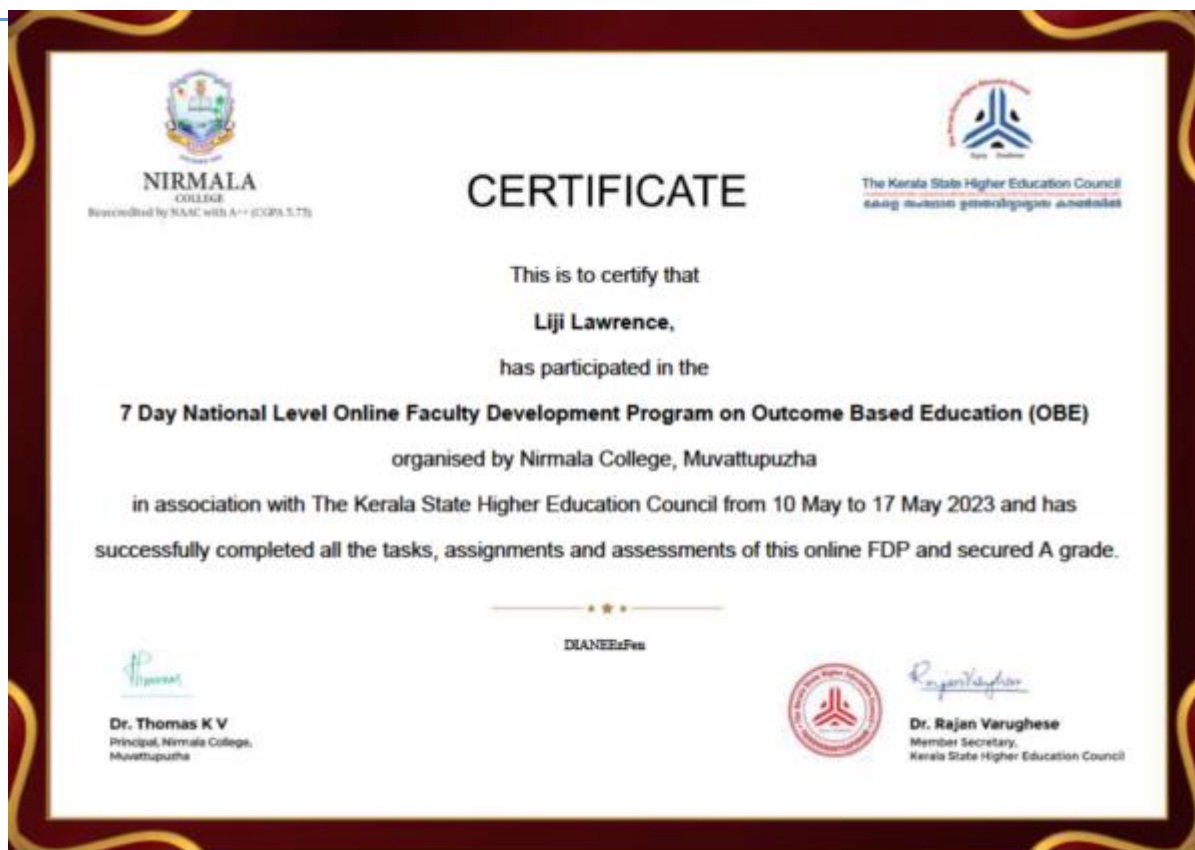 NIRMALA
COLLEGE
Reaccredited by NAAC with A++ (CGPA 3.73)
CERTIFICATE
The Kerala State Higher Education Council
This is to certify that
Liji Lawrence,
has participated in the
7 Day National Level Online Faculty Development Program on Outcome Based Education (OBE)
organised by Nirmala College, Muvattupuzha
in association with The Kerala State Higher Education Council from 10 May to 17 May 2023 and has
successfully completed all the tasks, assignments and assessments of this online FDP and secured A grade.
Dr. Thomas K V
Principal, Nirmala College,
Muvattupuzha
Dr. Rajan Varughese
Member Secretary,
Kerala State Higher Education Council